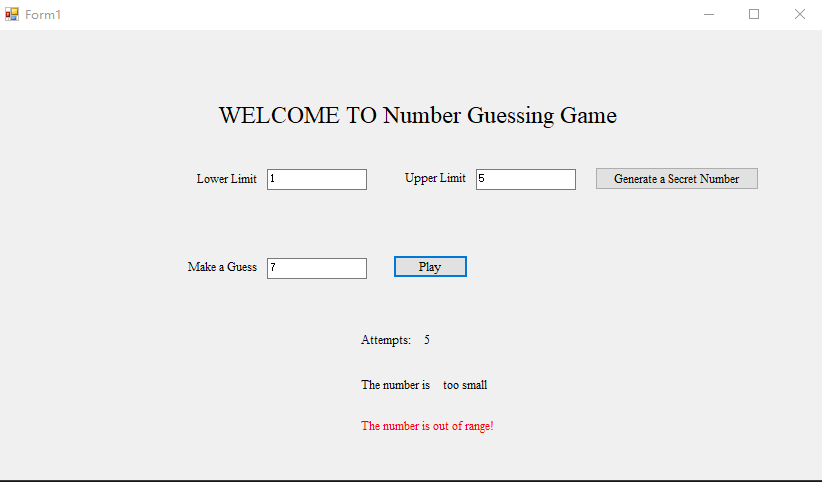 Form1
WELCOME TO Number Guessing Game
Lower Limit 1 Upper Limit 5 Generate a Secret Number
Make a Guess 7 Play
Attempts: 5
The number is too small
The number is out of range!